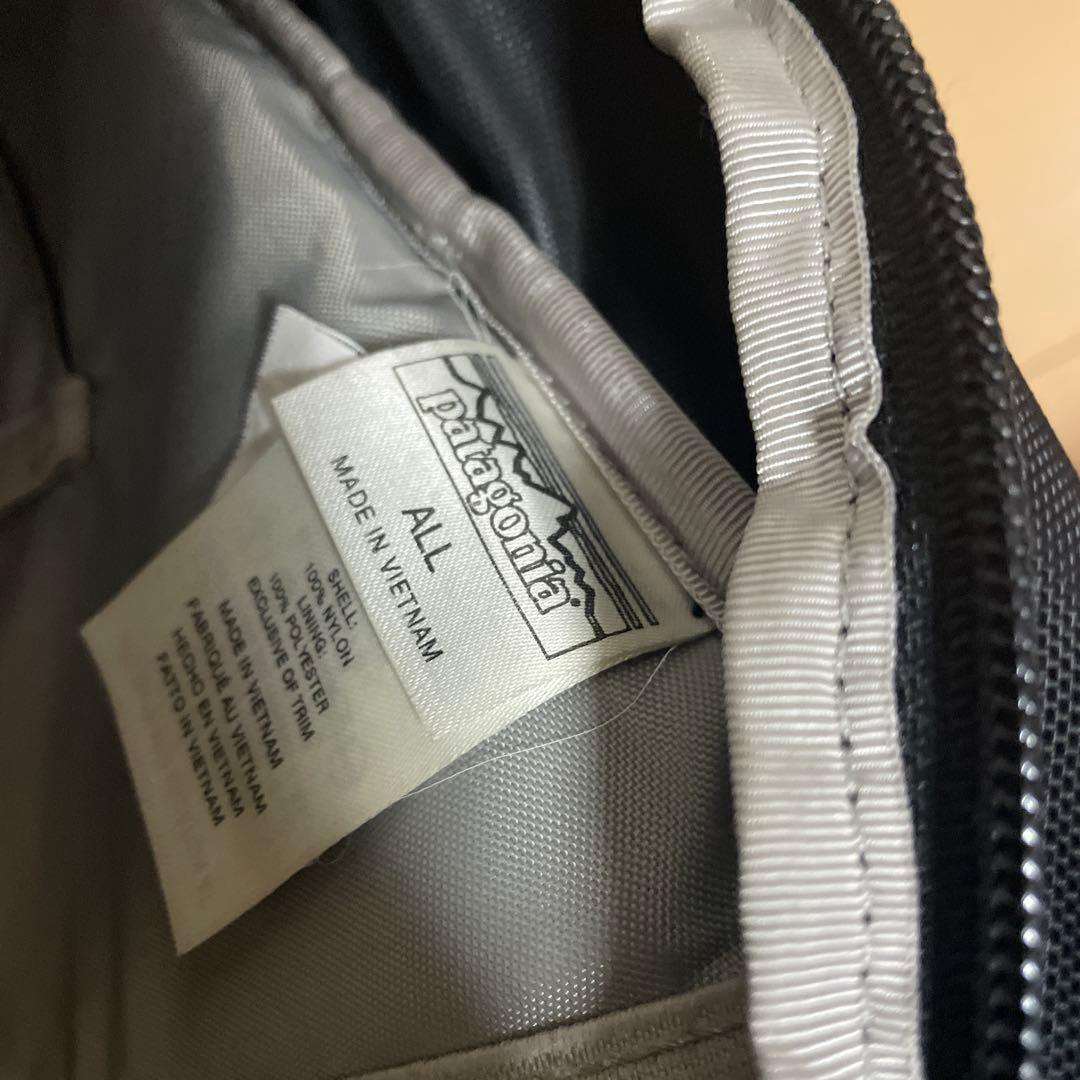 patagonia®
ALL
MADE IN VIETNAM
SHELL:
100% NYLON
LINING:
100% POLYESTER
EXCLUSIVE OF TRIM
MADE IN VIETNAM
FABRIQUÉ AU VIETNAM
HECHO EN VIETNAM
FATTO IN VIETNAM